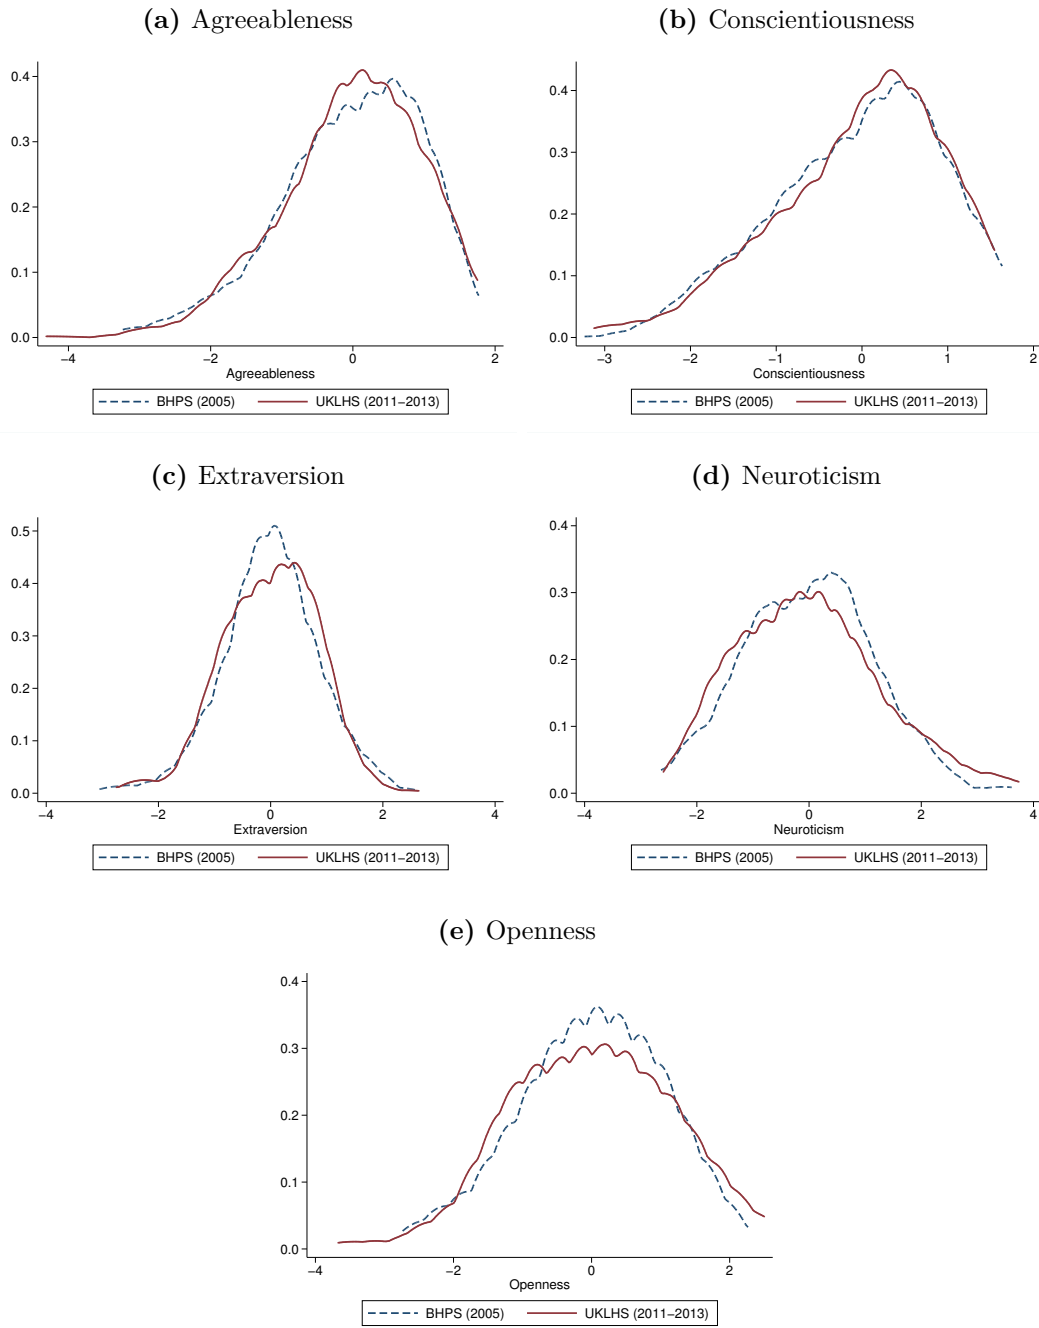 (a) Agreeableness
(b) Conscientiousness
0.4
0.3
0.2
0.1
0.0
−4 −2 0 2
Agreeableness
BHPS (2005) UKLHS (2011−2013)
0.4
0.3
0.2
0.1
0.0
−3 −2 −1 0 1 2
Conscientiousness
BHPS (2005) UKLHS (2011−2013)
(c) Extraversion
(d) Neuroticism
0.5
0.4
0.3
0.2
0.1
0.0
−4 −2 0 2 4
Extraversion
BHPS (2005) UKLHS (2011−2013)
0.4
0.3
0.2
0.1
0.0
−4 −2 0 2 4
Neuroticism
BHPS (2005) UKLHS (2011−2013)
(e) Openness
0.4
0.3
0.2
0.1
0.0
−4 −2 0 2
Openness
BHPS (2005) UKLHS (2011−2013)